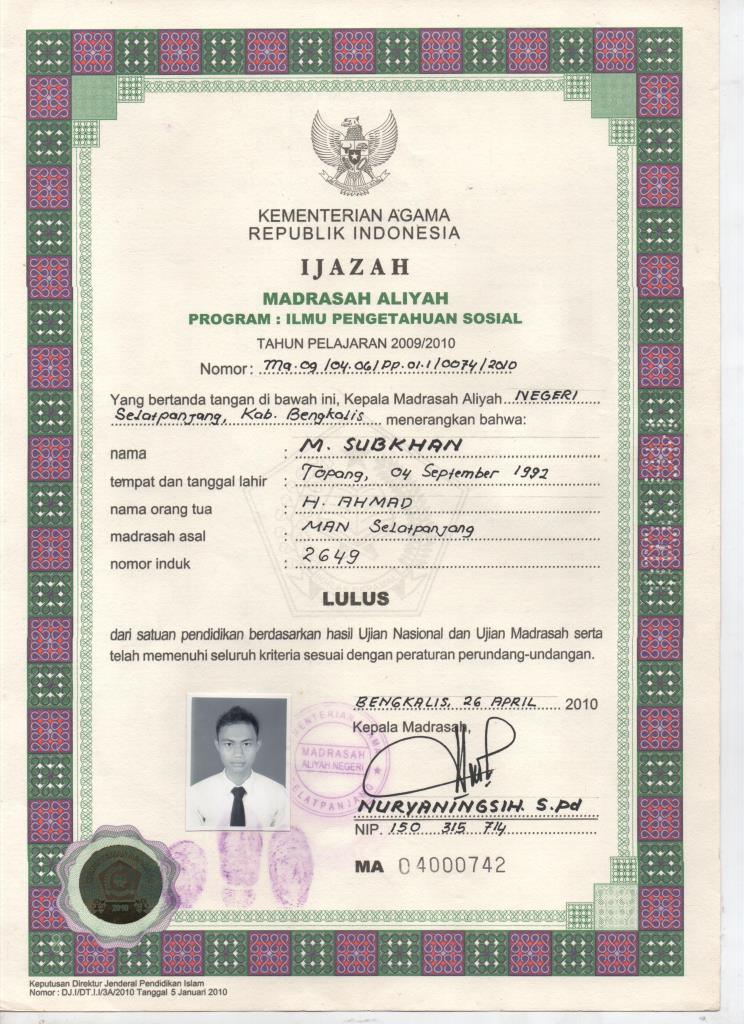 KEMENTERIAN AGAMA
REPUBLIK INDONESIA
IJAZAH
MADRASAH ALIYAH
PROGRAM : ILMU PENGETAHUAN SOSIAL
TAHUN PELAJARAN 2009/2010
Nomor : Ma.09/04.06/PP.01.1/0074/2010
Yang bertanda tangan di bawah ini, Kepala Madrasah Aliyah NEGERI
Selatpanjang, Kab. Bengkalis menerangkan bahwa:
nama : M. SUBKHAN
tempat dan tanggal lahir : Topang, 04 September 1992
nama orang tua : H. AHMAD
madrasah asal : MAN Selatpanjang
nomor induk : 2649
LULUS
dari satuan pendidikan berdasarkan hasil Ujian Nasional dan Ujian Madrasah serta
telah memenuhi seluruh kriteria sesuai dengan peraturan perundang-undangan.
BENGKALIS, 26 APRIL 2010
Kepala Madrasah,
MADRASAH
ALIYAH NEGERI
NURYANINGSIH. S.Pd
NIP. 150 315 714
MA 04000742
2010
Keputusan Direktur Jenderal Pendidikan Islam
Nomor : DJ.I/DT.I.I/3A/2010 Tanggal 5 Januari 2010